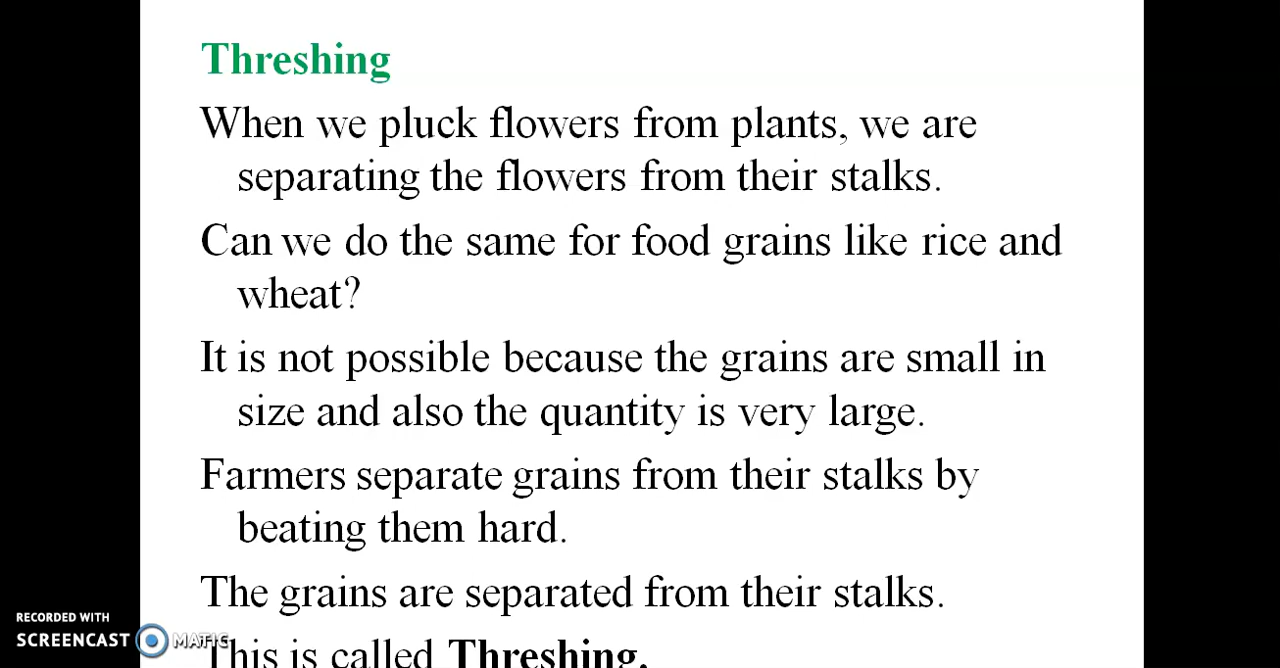 Threshing
When we pluck flowers from plants, we are
separating the flowers from their stalks.
Can we do the same for food grains like rice and
wheat?
It is not possible because the grains are small in
size and also the quantity is very large.
Farmers separate grains from their stalks by
beating them hard.
The grains are separated from their stalks.
This is called Threshing.
RECORDED WITH
SCREENCAST MATIC